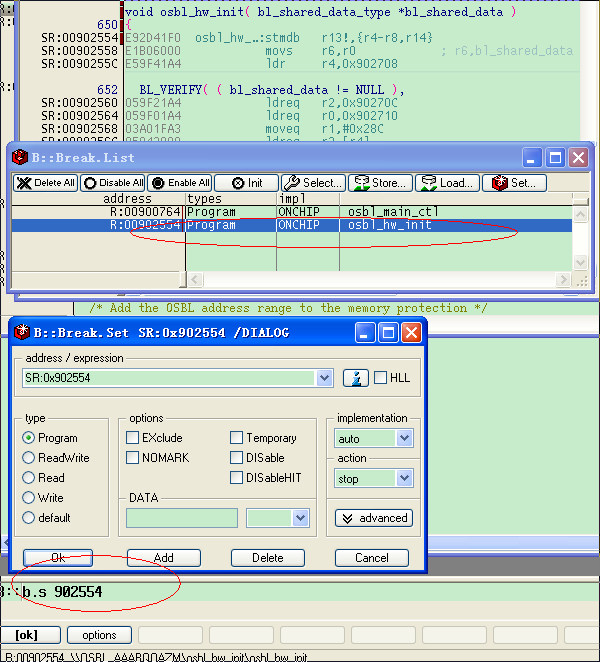 void osbl_hw_init( bl_shared_data_type *bl_shared_data )
650 {
SR:00902554 E92D41F0 osbl_hw_..:stmdb r13!,{r4-r8,r14}
SR:00902558 E1B06000 movs r6,r0 ; r6,bl_shared_data
SR:0090255C E59F41A4 ldr r4,0x902708
652 BL_VERIFY( ( bl_shared_data != NULL ),
SR:00902560 059F21A4 ldreq r2,0x90270C
SR:00902564 059F01A4 ldreq r0,0x902710
SR:00902568 03A01FA3 moveq r1,#0x28C
B::Break.List
Delete All Disable All Enable All Init Select... Store... Load... Set...
address types impl
R:00900764 Program ONCHIP osbl_main_ctl
R:00902554 Program ONCHIP osbl_hw_init
/* Add the OSBL address range to the memory protection */
B::Break.Set SR:0x902554 /DIALOG
address / expression
SR:0x902554
HLL
type
Program
ReadWrite
Read
Write
default
options
EXclude
NOMARK
Temporary
DISable
DISableHIT
DATA
implementation
auto
action
stop
advanced
Ok Add Delete Cancel
B::b.s 902554
[ok] options
R:00902554 \\OSBL_AAABQOAZM\osbl_hw_init\osbl_hw_init